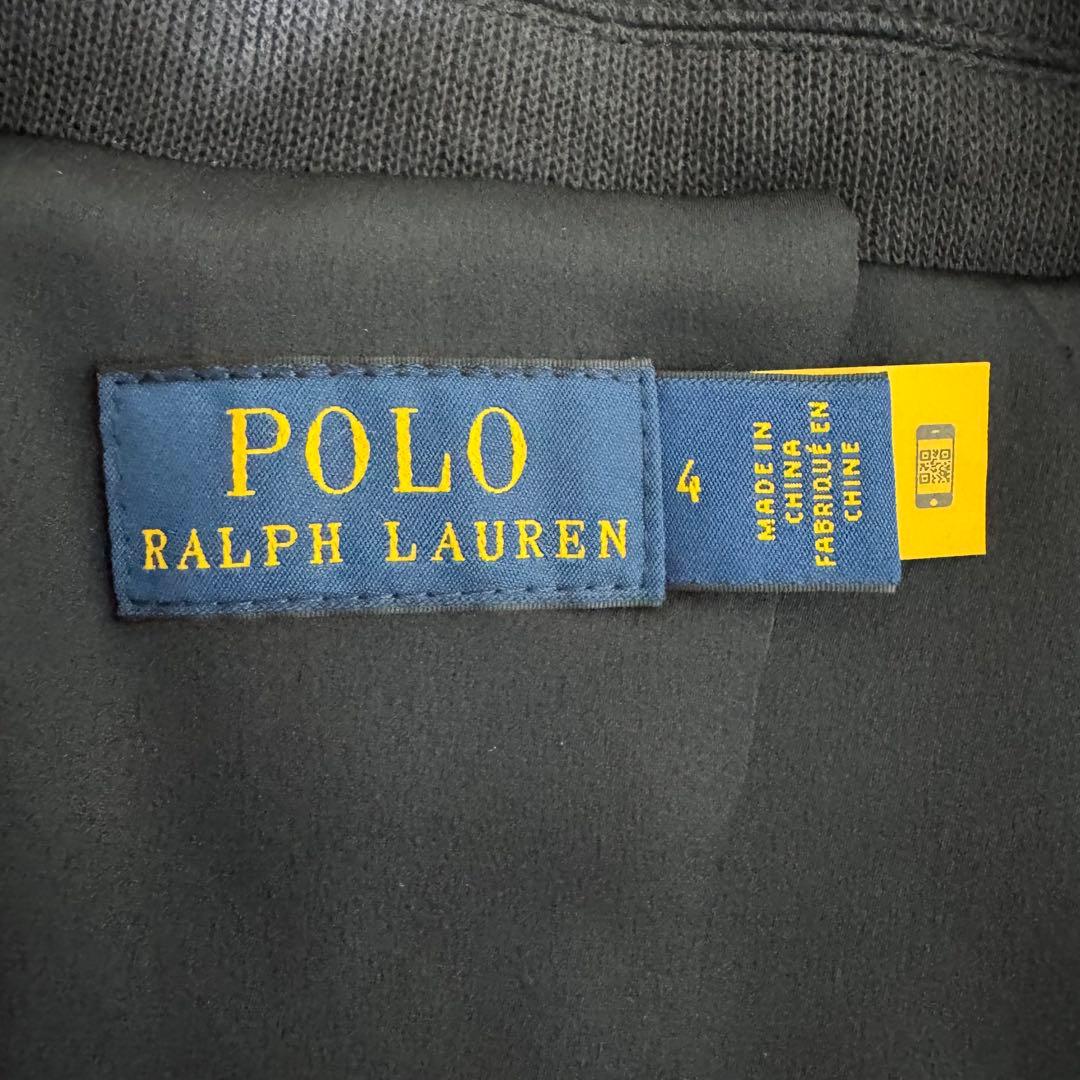 POLO
RALPH LAUREN
4
MADE IN
CHINA
FABRIQUÉ EN
CHINE